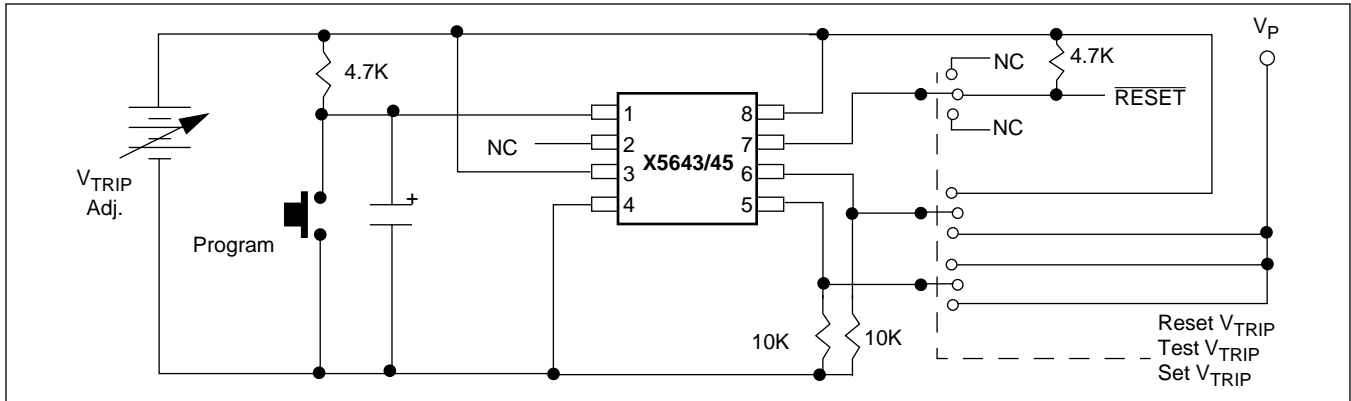 V_P
4.7K
4.7K
NC
RESET
NC
1
8
2
7
NC
X5643/45
3
6
4
5
V_TRIP
Adj.
+
Program
10K
10K
Reset V_TRIP
Test V_TRIP
Set V_TRIP